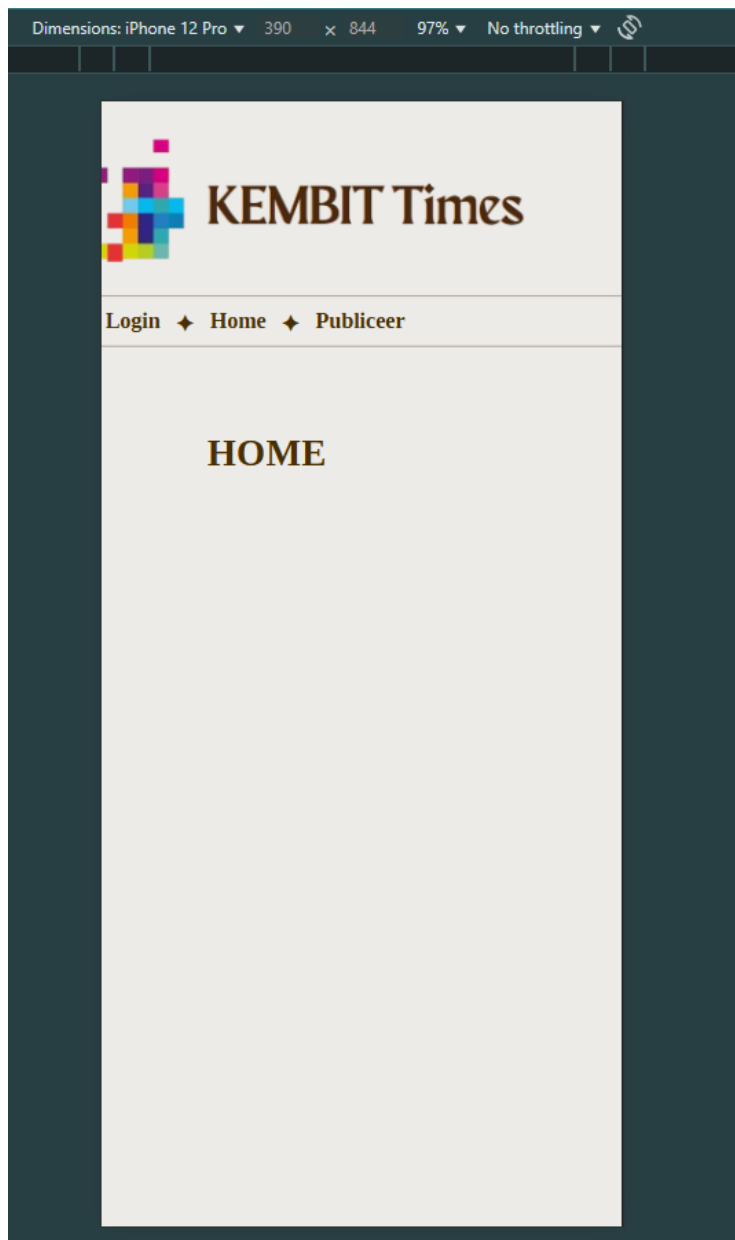 Dimensions: iPhone 12 Pro ▼ 390 × 844 97% ▼ No throttling ▼
KEMBIT Times
Login ✦ Home ✦ Publiceer
HOME